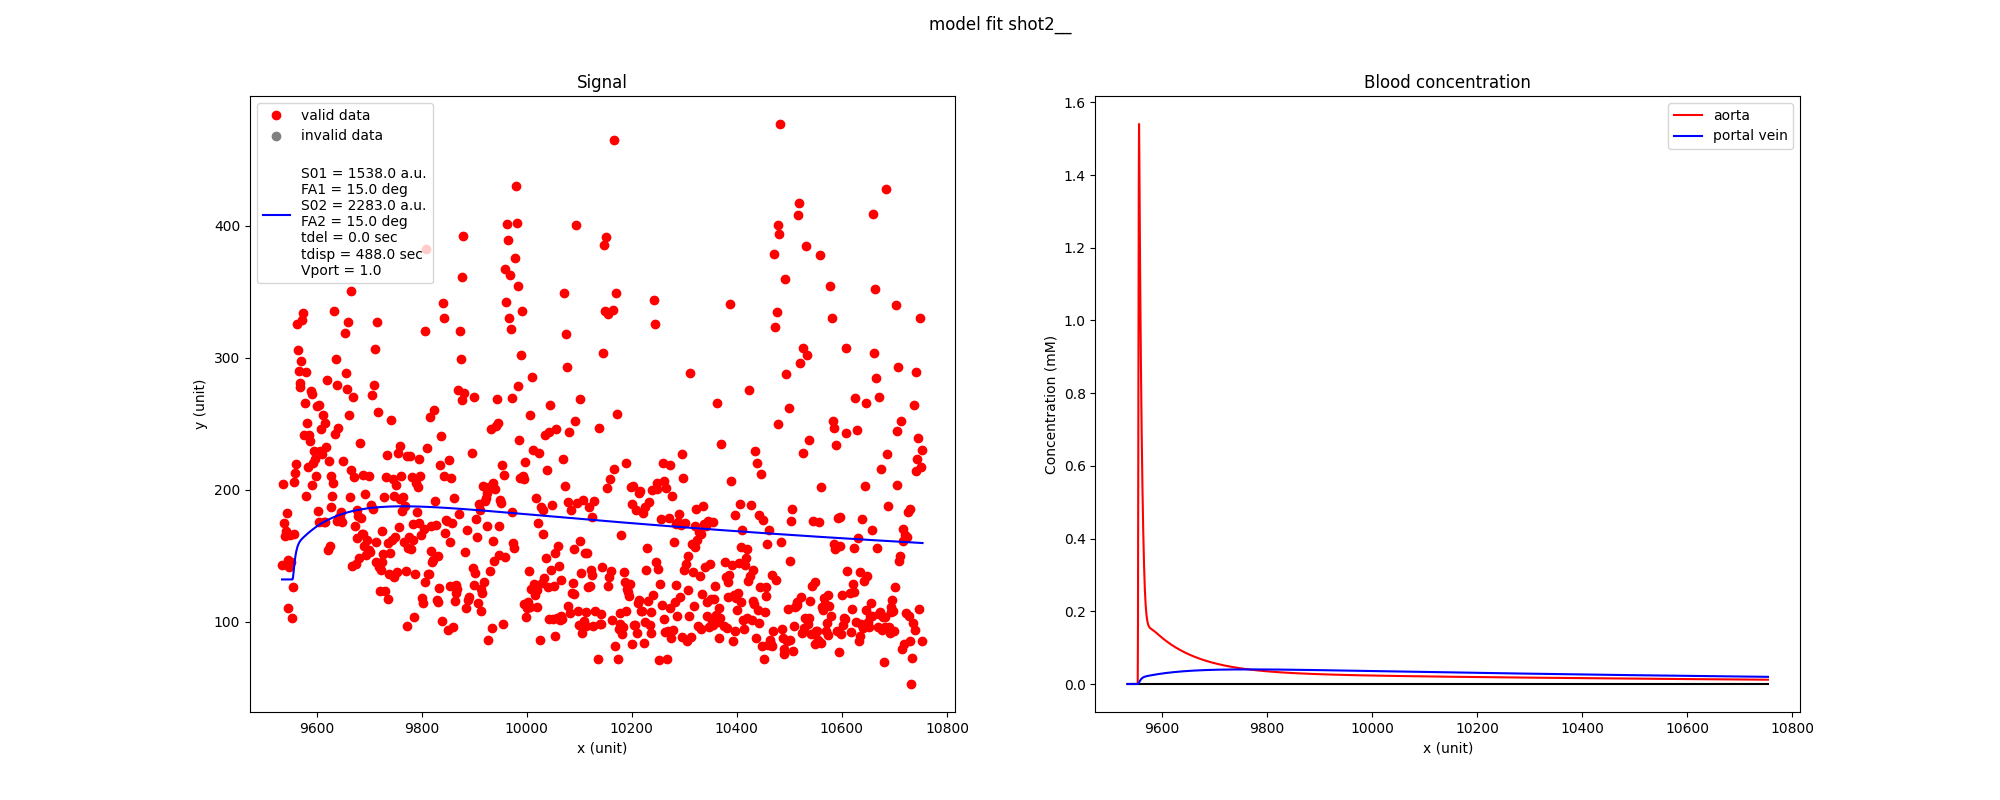 model fit shot2__
Signal
valid data
invalid data
S01 = 1538.0 a.u.
FA1 = 15.0 deg
S02 = 2283.0 a.u.
FA2 = 15.0 deg
tdel = 0.0 sec
tdisp = 488.0 sec
Vport = 1.0
y (unit)
400
300
200
100
9600 9800 10000 10200 10400 10600 10800
x (unit)
Blood concentration
aorta
portal vein
Concentration (mM)
1.6
1.4
1.2
1.0
0.8
0.6
0.4
0.2
0.0
9600 9800 10000 10200 10400 10600 10800
x (unit)